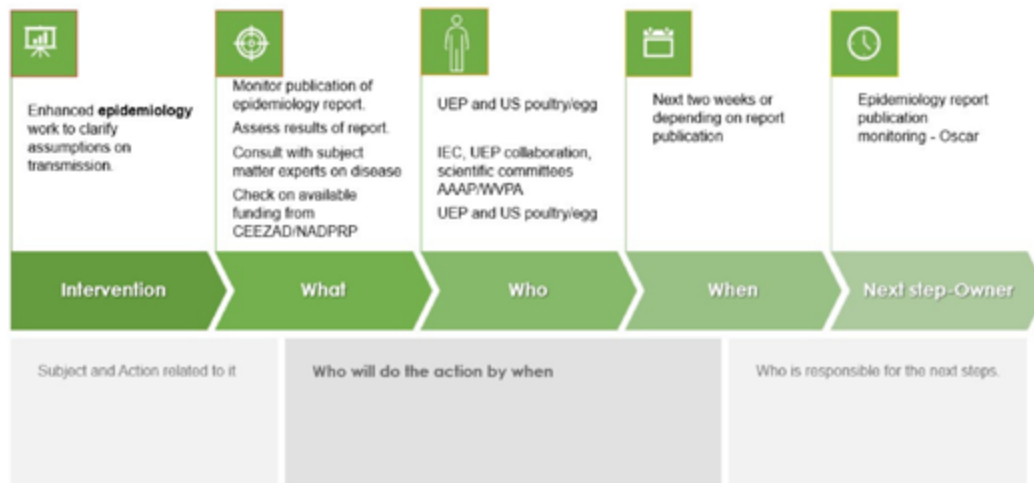 Enhanced epidemiology
work to clarify
assumptions on
transmission.
Monitor publication of
epidemiology report.
Assess results of report.
Consult with subject
matter experts on disease
Check on available
funding from
CEEZAD/NADPRP
UEP and US poultry/egg
IEC, UEP collaboration,
scientific committees
AAAP/WVPA
UEP and US poultry/egg
Next two weeks or
depending on report
publication
Epidemiology report
publication
monitoring - Oscar
Intervention
What
Who
When
Next step-Owner
Subject and Action related to it
Who will do the action by when
Who is responsible for the next steps.